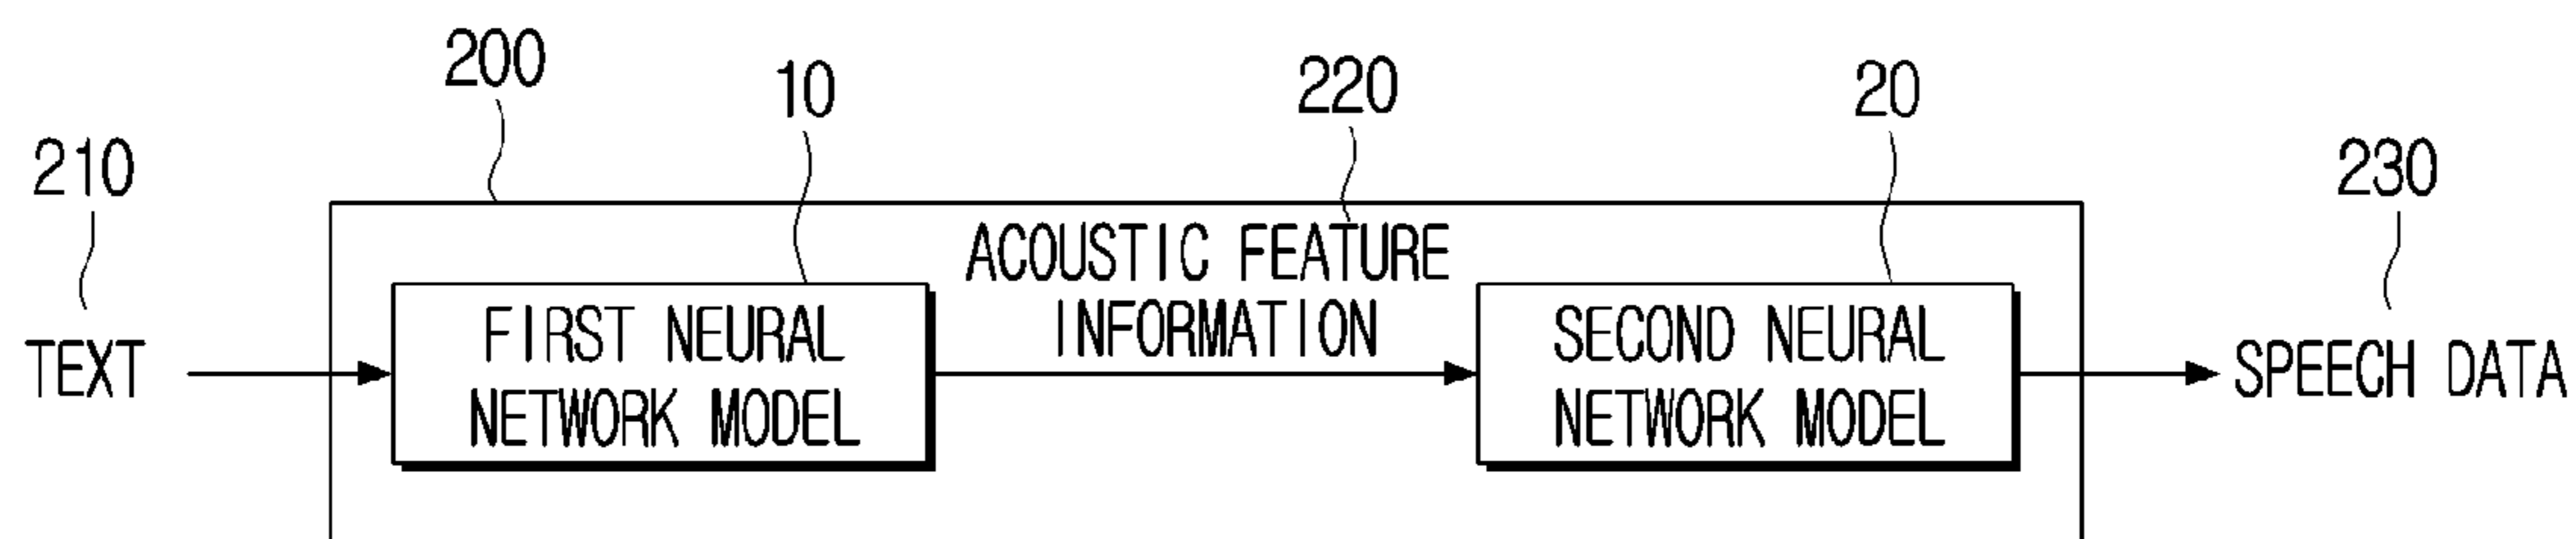 200
10
220
20
210
230
ACOUSTIC FEATURE
INFORMATION
TEXT
FIRST NEURAL
NETWORK MODEL
SECOND NEURAL
NETWORK MODEL
SPEECH DATA